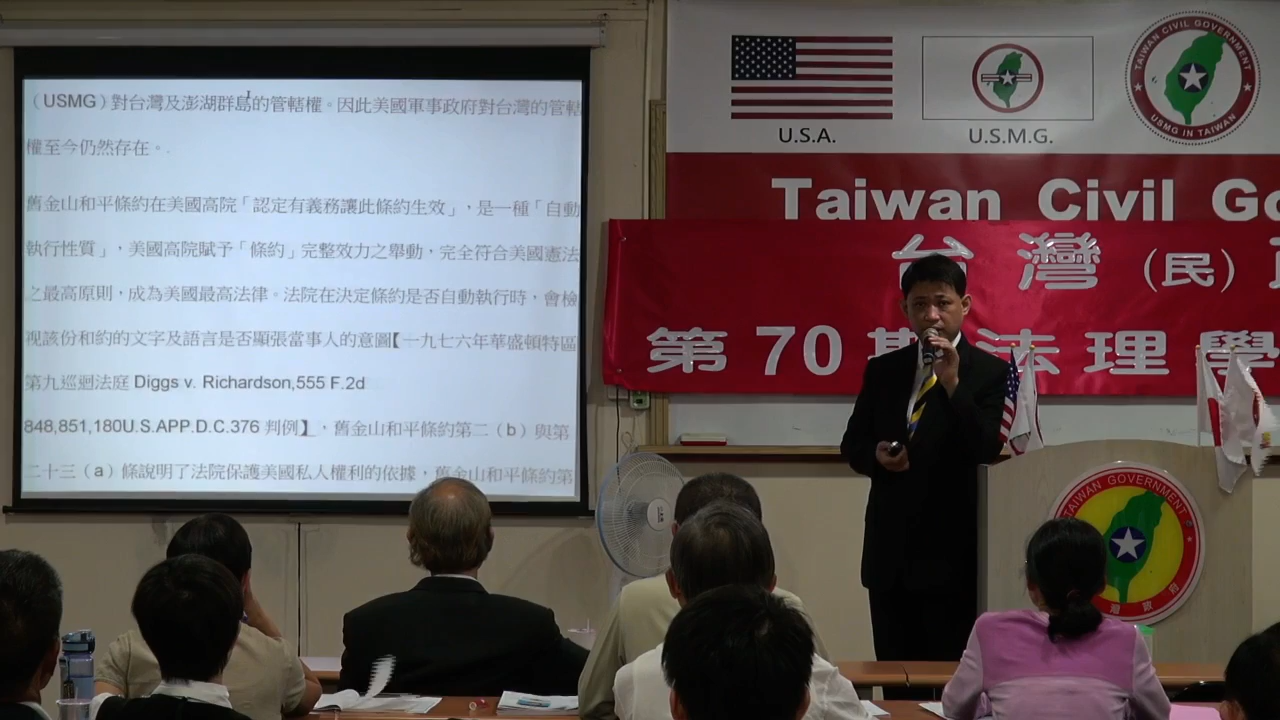 （USMG）對台灣及澎湖群島的管轄權。因此美國軍事政府對台灣的管轄
權至今仍然存在。
舊金山和平條約在美國高院「認定有義務讓此條約生效」，是一種「自動
執行性質」，美國高院賦予「條約」完整效力之舉動，完全符合美國憲法
之最高原則，成為美國最高法律。法院在決定條約是否自動執行時，會檢
視該份和約的文字及語言是否顯張當事人的意圖【一九七六年華盛頓特區
第九巡迴法庭 Diggs v. Richardson,555 F.2d
848,851,180U.S.APP.D.C.376 判例】，舊金山和平條約第二（b）與第
二十三（a）條說明了法院保護美國私人權利的依據，舊金山和平條約第
U.S.A.
U.S.M.G.
TAIWAN CIVIL GOVERNMENT
USMG IN TAIWAN
Taiwan Civil Go
台灣（民）
第 70 期法理學
TAIWAN GOVERNMENT
灣政府